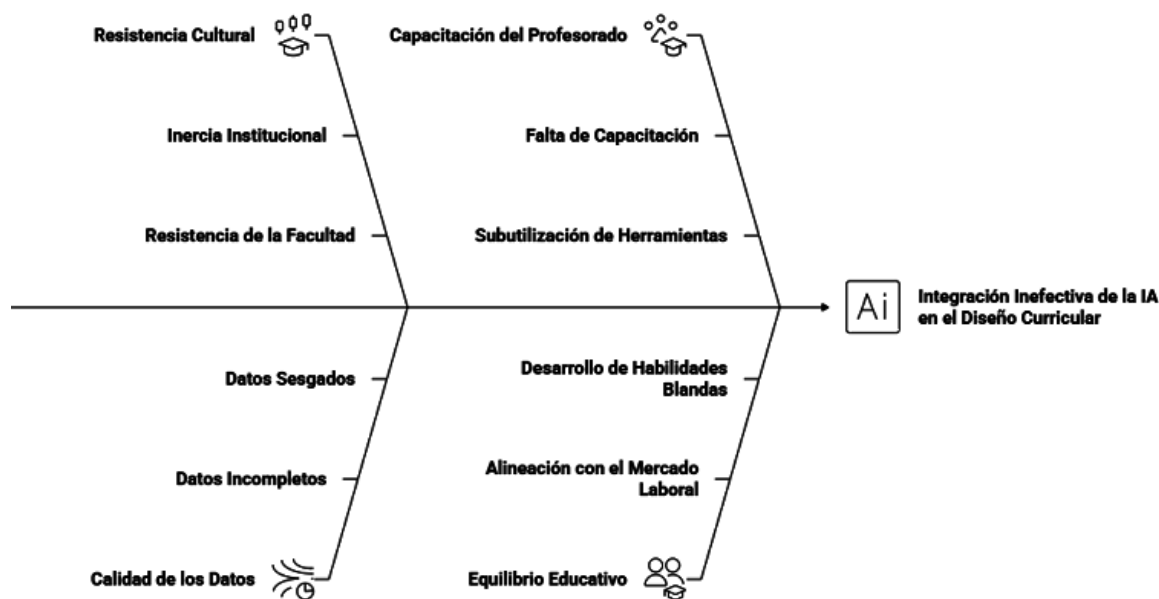 Resistencia Cultural
Capacitación del Profesorado
Inercia Institucional
Falta de Capacitación
Resistencia de la Facultad
Subutilización de Herramientas
Ai
Integración Inefectiva de la IA
en el Diseño Curricular
Datos Sesgados
Desarrollo de Habilidades
Blandas
Datos Incompletos
Alineación con el Mercado
Laboral
Calidad de los Datos
Equilibrio Educativo